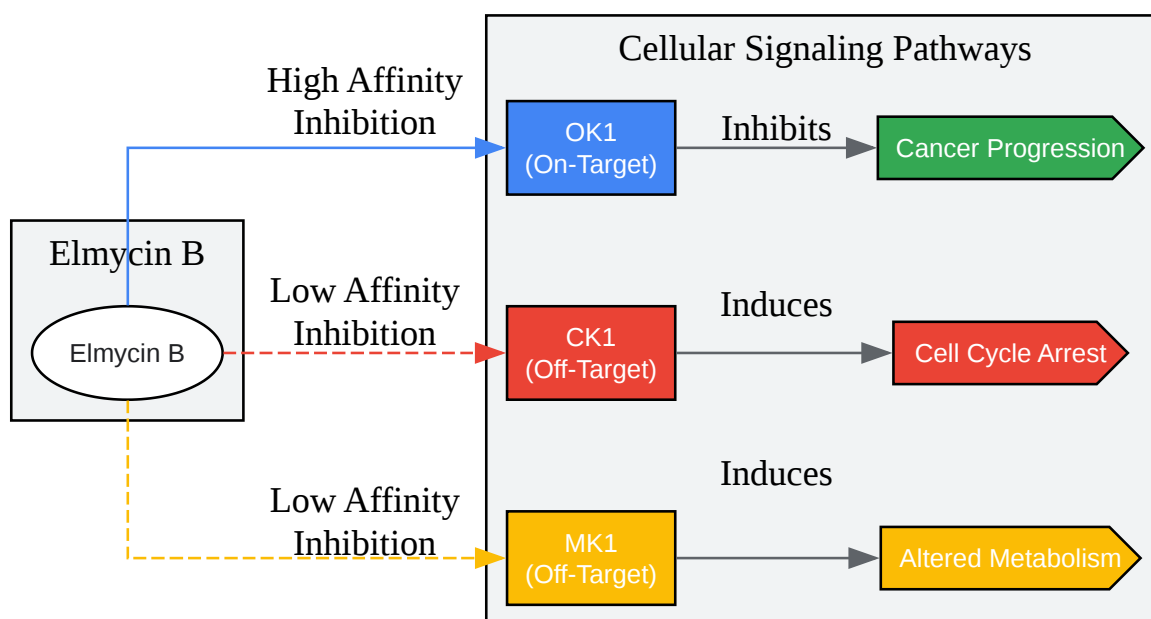 Cellular Signaling Pathways
High Affinity
Inhibition
OK1
(On-Target)
Inhibits
Cancer Progression
Elmycin B
Elmycin B
Low Affinity
Inhibition
CK1
(Off-Target)
Induces
Cell Cycle Arrest
Low Affinity
Inhibition
MK1
(Off-Target)
Induces
Altered Metabolism